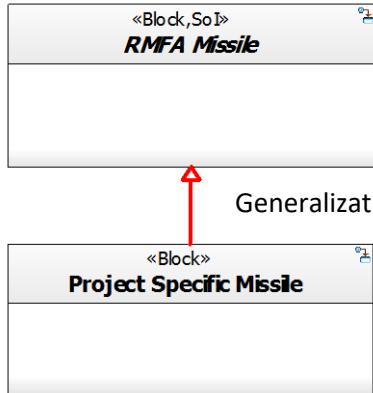 «Block,SoI»
RMFA Missile
Generalizat
«Block»
Project Specific Missile